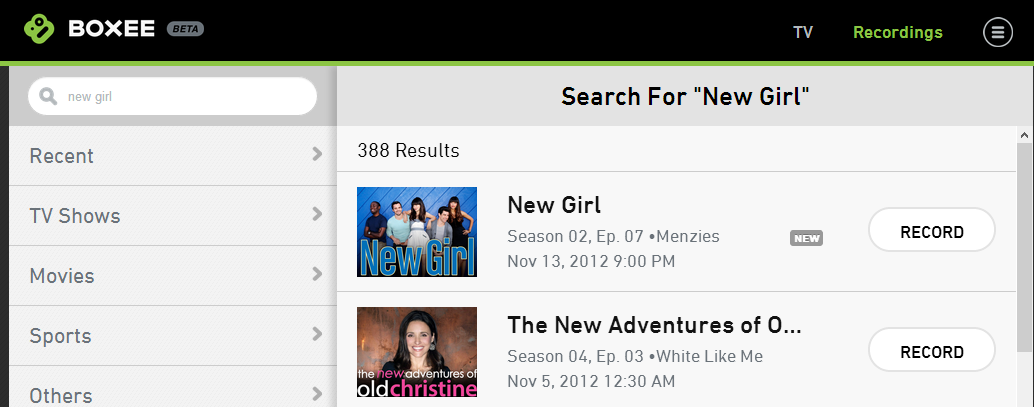 BOXEE BETA
TV
Recordings
new girl
Search For "New Girl"
Recent
TV Shows
Movies
Sports
Others
388 Results
New Girl
New Girl
Season 02, Ep. 07 •Menzies
NEW
Nov 13, 2012 9:00 PM
RECORD
the new adventures of
old christine
The New Adventures of O...
Season 04, Ep. 03 •White Like Me
Nov 5, 2012 12:30 AM
RECORD